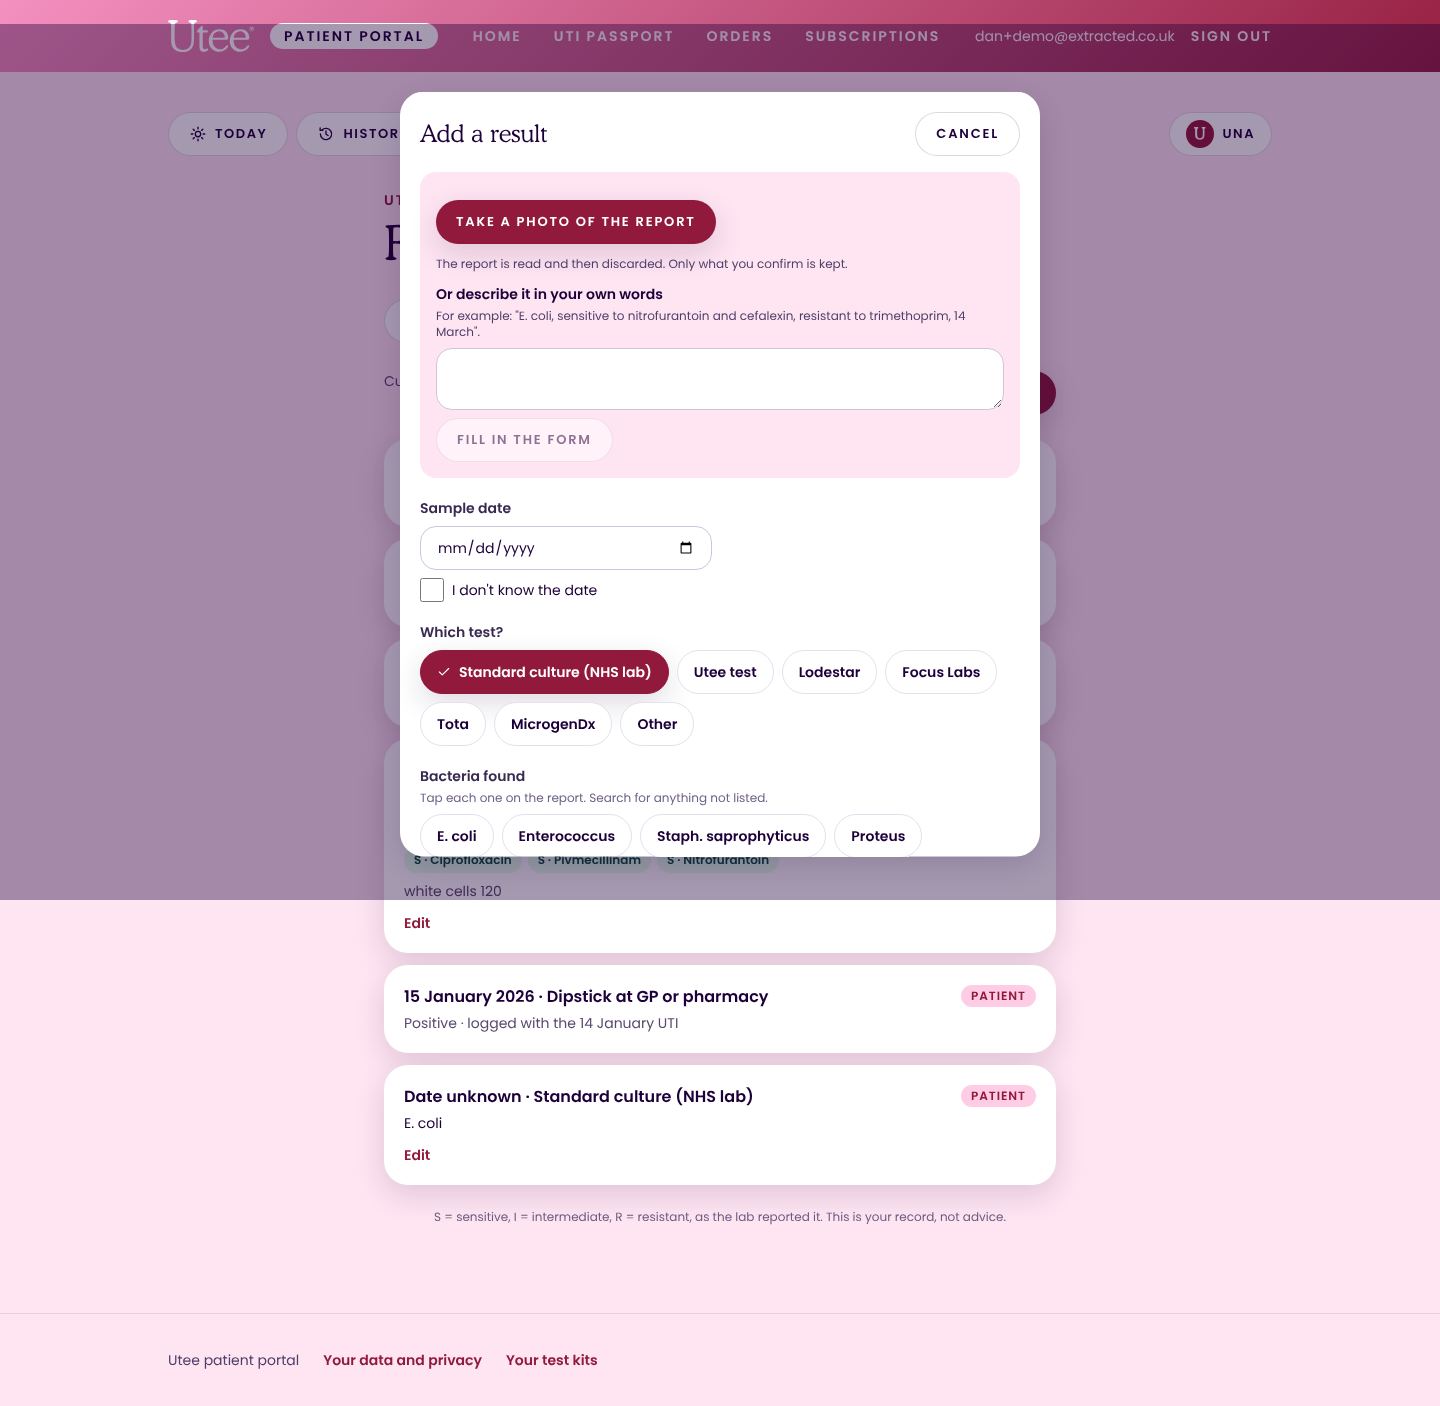 Utee
PATIENT PORTAL
HOME
UTI PASSPORT
ORDERS
SUBSCRIPTIONS
dan+demo@extracted.co.uk
SIGN OUT
TODAY
U
UNA
Add a result
CANCEL
TAKE A PHOTO OF THE REPORT
The report is read and then discarded. Only what you confirm is kept.
Or describe it in your own words
For example: "E. coli, sensitive to nitrofurantoin and cefalexin, resistant to trimethoprim, 14
March".
FILL IN THE FORM
Sample date
mm/dd/yyyy
I don't know the date
Which test?
Standard culture (NHS lab)
Utee test
Lodestar
Focus Labs
Tota
MicrogenDx
Other
Bacteria found
Tap each one on the report. Search for anything not listed.
E. coli
Enterococcus
Staph. saprophyticus
Proteus
S · Ciprofloxacin
S · Pivmecillinam
S · Nitrofurantoin
white cells 120
Edit
15 January 2026 · Dipstick at GP or pharmacy
PATIENT
Positive · logged with the 14 January UTI
Date unknown · Standard culture (NHS lab)
PATIENT
E. coli
Edit
S = sensitive, I = intermediate, R = resistant, as the lab reported it. This is your record, not advice.
Utee patient portal
Your data and privacy
Your test kits